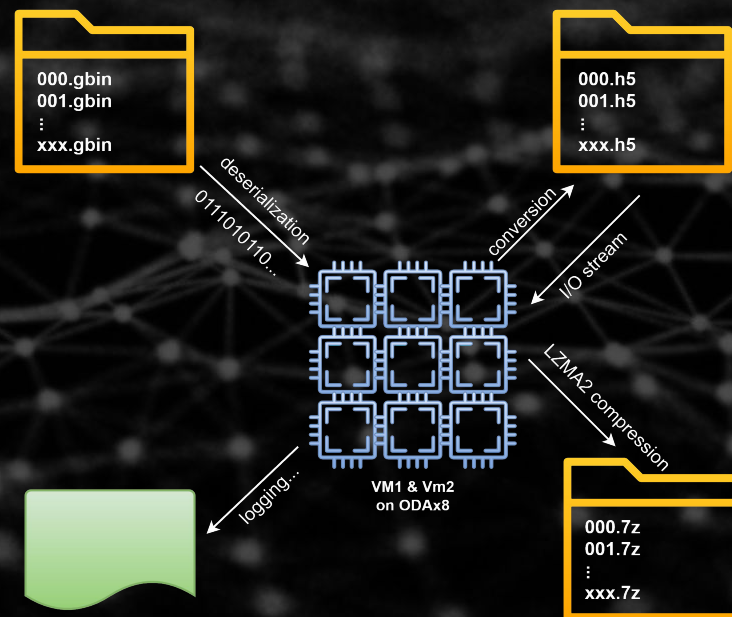 000.gbin
001.gbin
⋮
xxx.gbin
000.h5
001.h5
⋮
xxx.h5
deserialization
0111010110...
conversion
I/O stream
LZMA2 compression
logging...
VM1 & Vm2
on ODAx8
000.7z
001.7z
⋮
xxx.7z